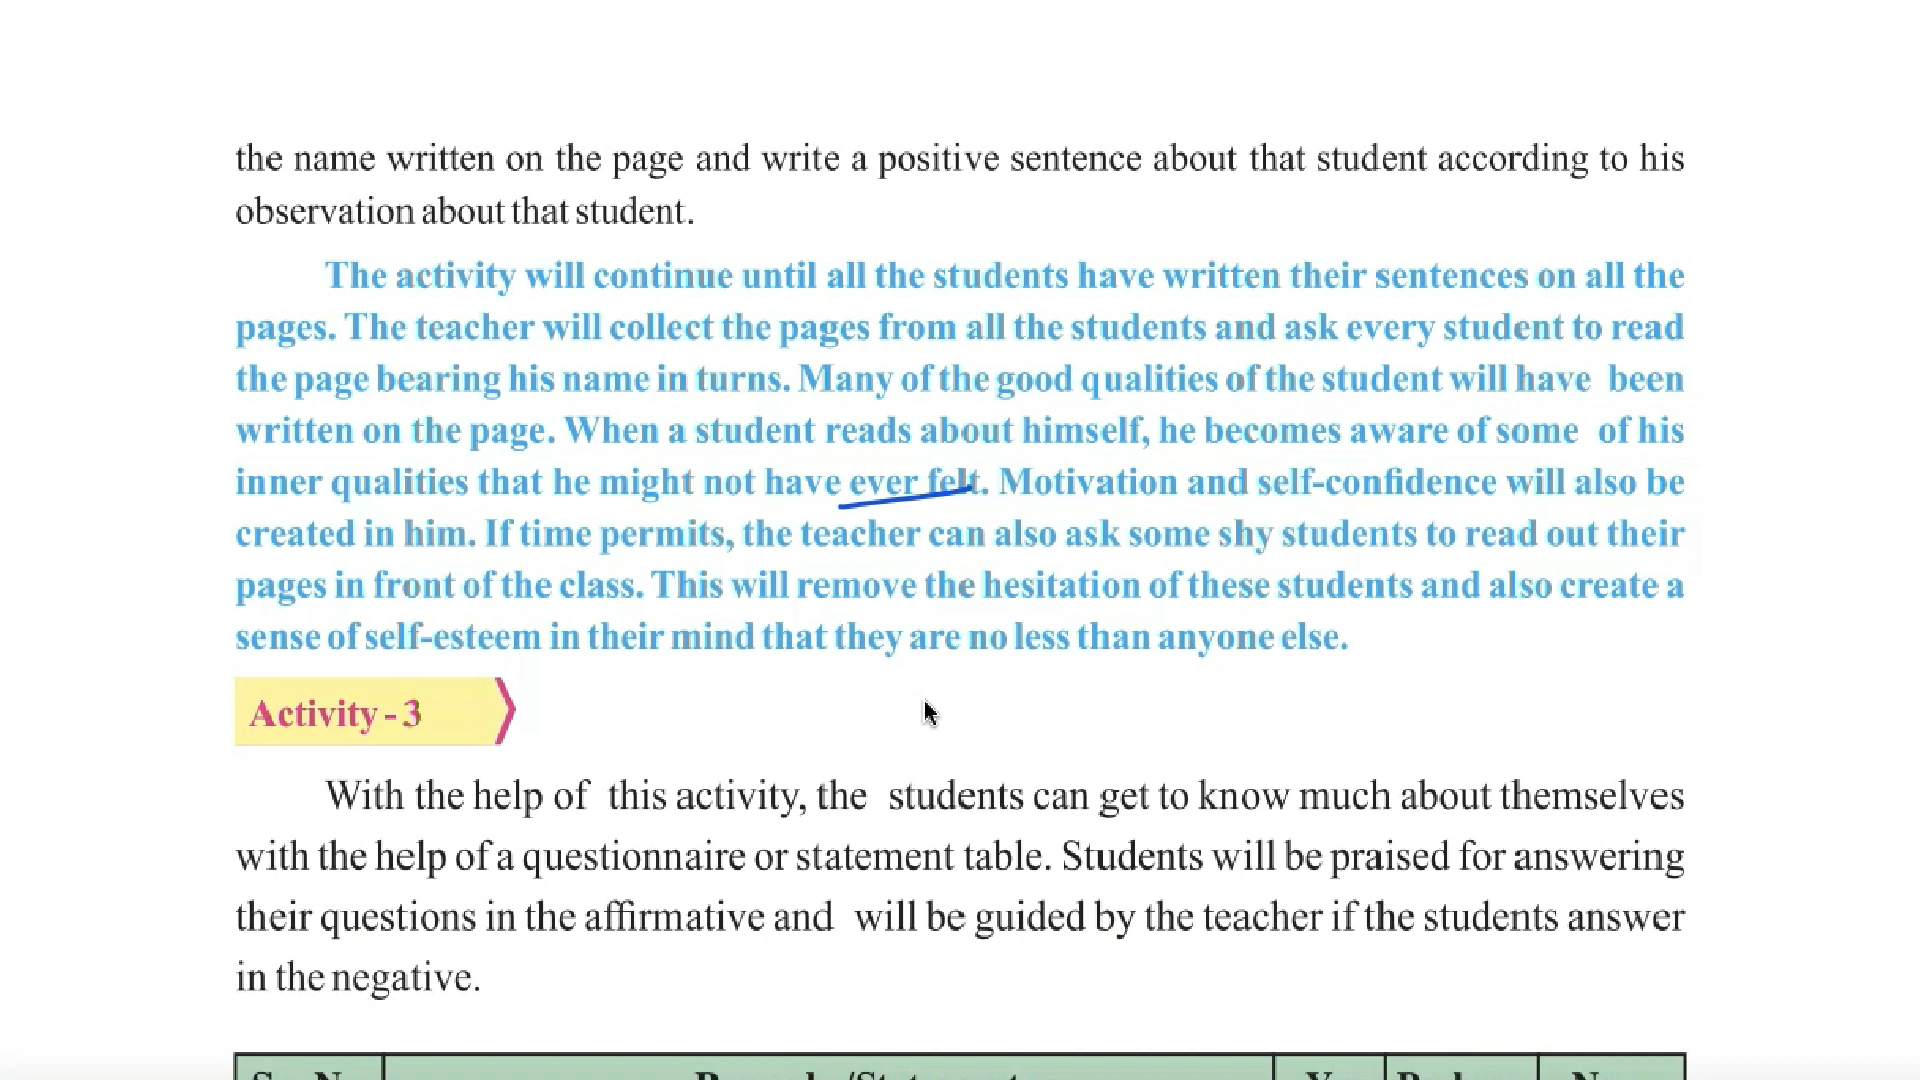 the name written on the page and write a positive sentence about that student according to his
observation about that student.
The activity will continue until all the students have written their sentences on all the
pages. The teacher will collect the pages from all the students and ask every student to read
the page bearing his name in turns. Many of the good qualities of the student will have been
written on the page. When a student reads about himself, he becomes aware of some of his
inner qualities that he might not have ever felt. Motivation and self-confidence will also be
created in him. If time permits, the teacher can also ask some shy students to read out their
pages in front of the class. This will remove the hesitation of these students and also create a
sense of self-esteem in their mind that they are no less than anyone else.
Activity - 3
With the help of this activity, the students can get to know much about themselves
with the help of a questionnaire or statement table. Students will be praised for answering
their questions in the affirmative and will be guided by the teacher if the students answer
in the negative.